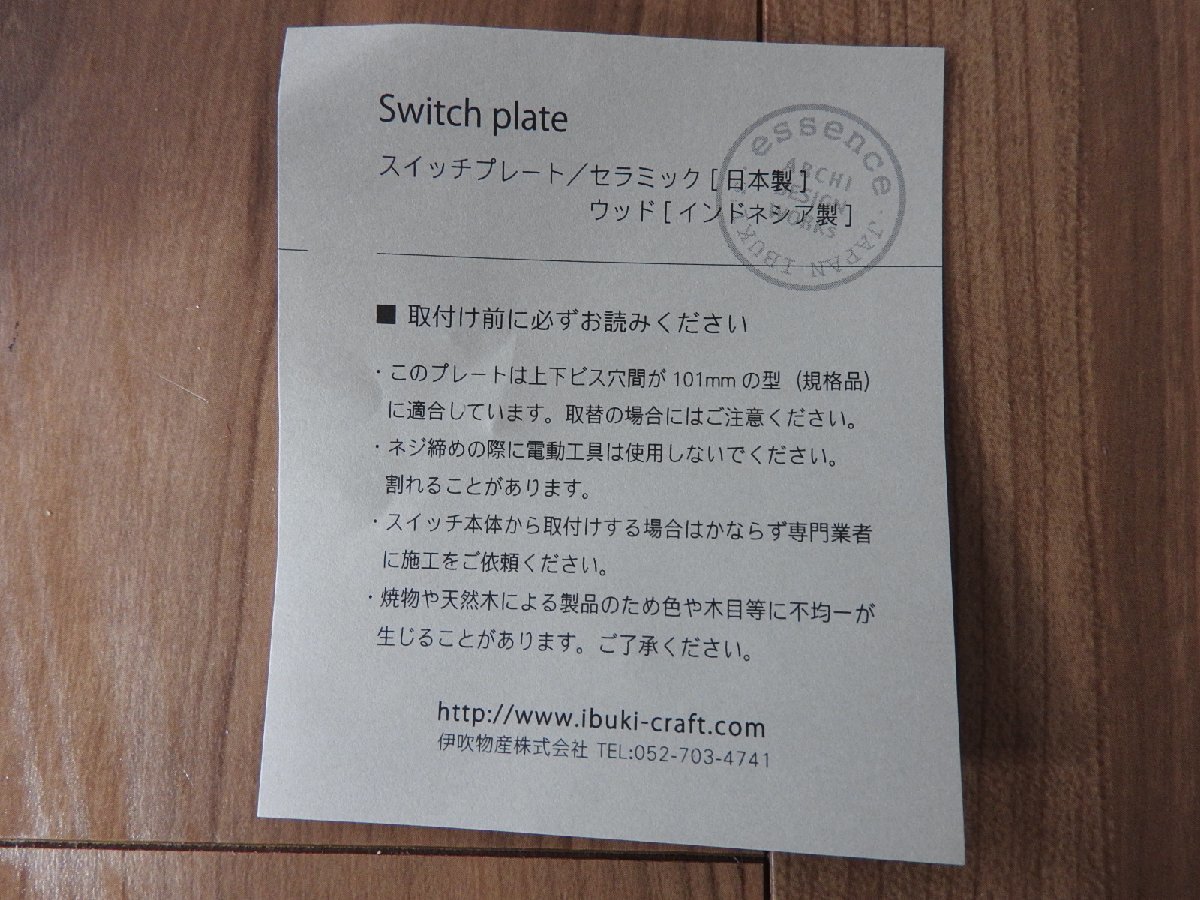 Switch plate
スイッチプレート／セラミック [ 日本製 ]
ウッド [ インドネシア製 ]
essence
ARCHI
DESIGN
WORKS
JAPAN IBUKI
■ 取付け前に必ずお読みください
・このプレートは上下ビス穴間が 101mm の型（規格品）
に適合しています。取替の場合にはご注意ください。
・ネジ締めの際に電動工具は使用しないでください。
割れることがあります。
・スイッチ本体から取付けする場合はかならず専門業者
に施工をご依頼ください。
・焼物や天然木による製品のため色や木目等に不均一が
生じることがあります。ご了承ください。
http://www.ibuki-craft.com
伊吹物産株式会社 TEL:052-703-4741